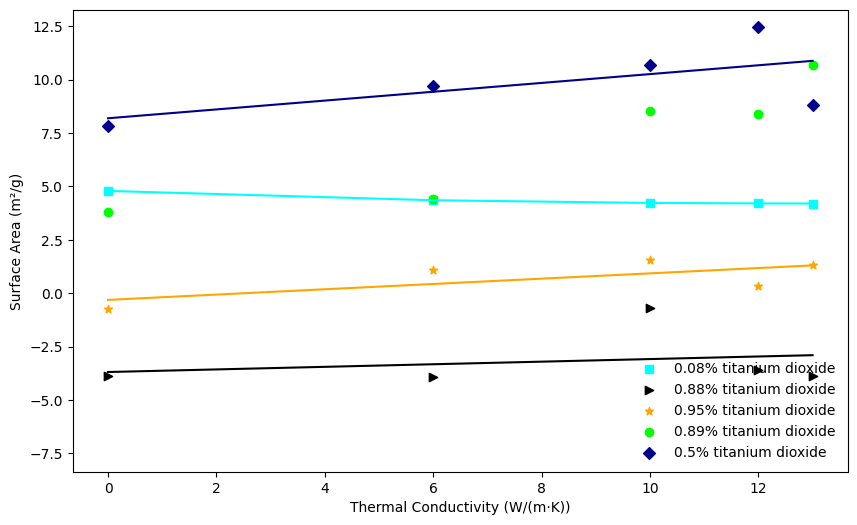 12.5
10.0
7.5
5.0
2.5
0.0
−2.5
−5.0
−7.5
Surface Area (m²/g)
0.08% titanium dioxide
0.88% titanium dioxide
0.95% titanium dioxide
0.89% titanium dioxide
0.5% titanium dioxide
0 2 4 6 8 10 12
Thermal Conductivity (W/(m·K))